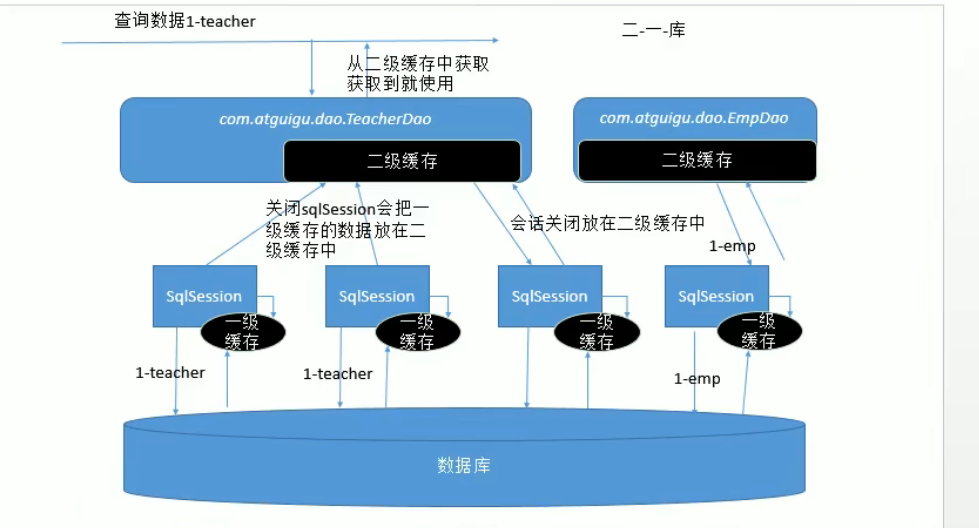 查询数据1-teacher
二-一-库
从二级缓存中获取
获取到就使用
com.atguigu.dao.TeacherDao
com.atguigu.dao.EmpDao
二级缓存
二级缓存
关闭sqlSession会把一
级缓存的数据放在二
级缓存中
会话关闭放在二级缓存中
1-emp
SqlSession
SqlSession
SqlSession
SqlSession
一级
缓存
一级
缓存
一级
缓存
一级
缓存
1-teacher
1-teacher
1-emp
数据库